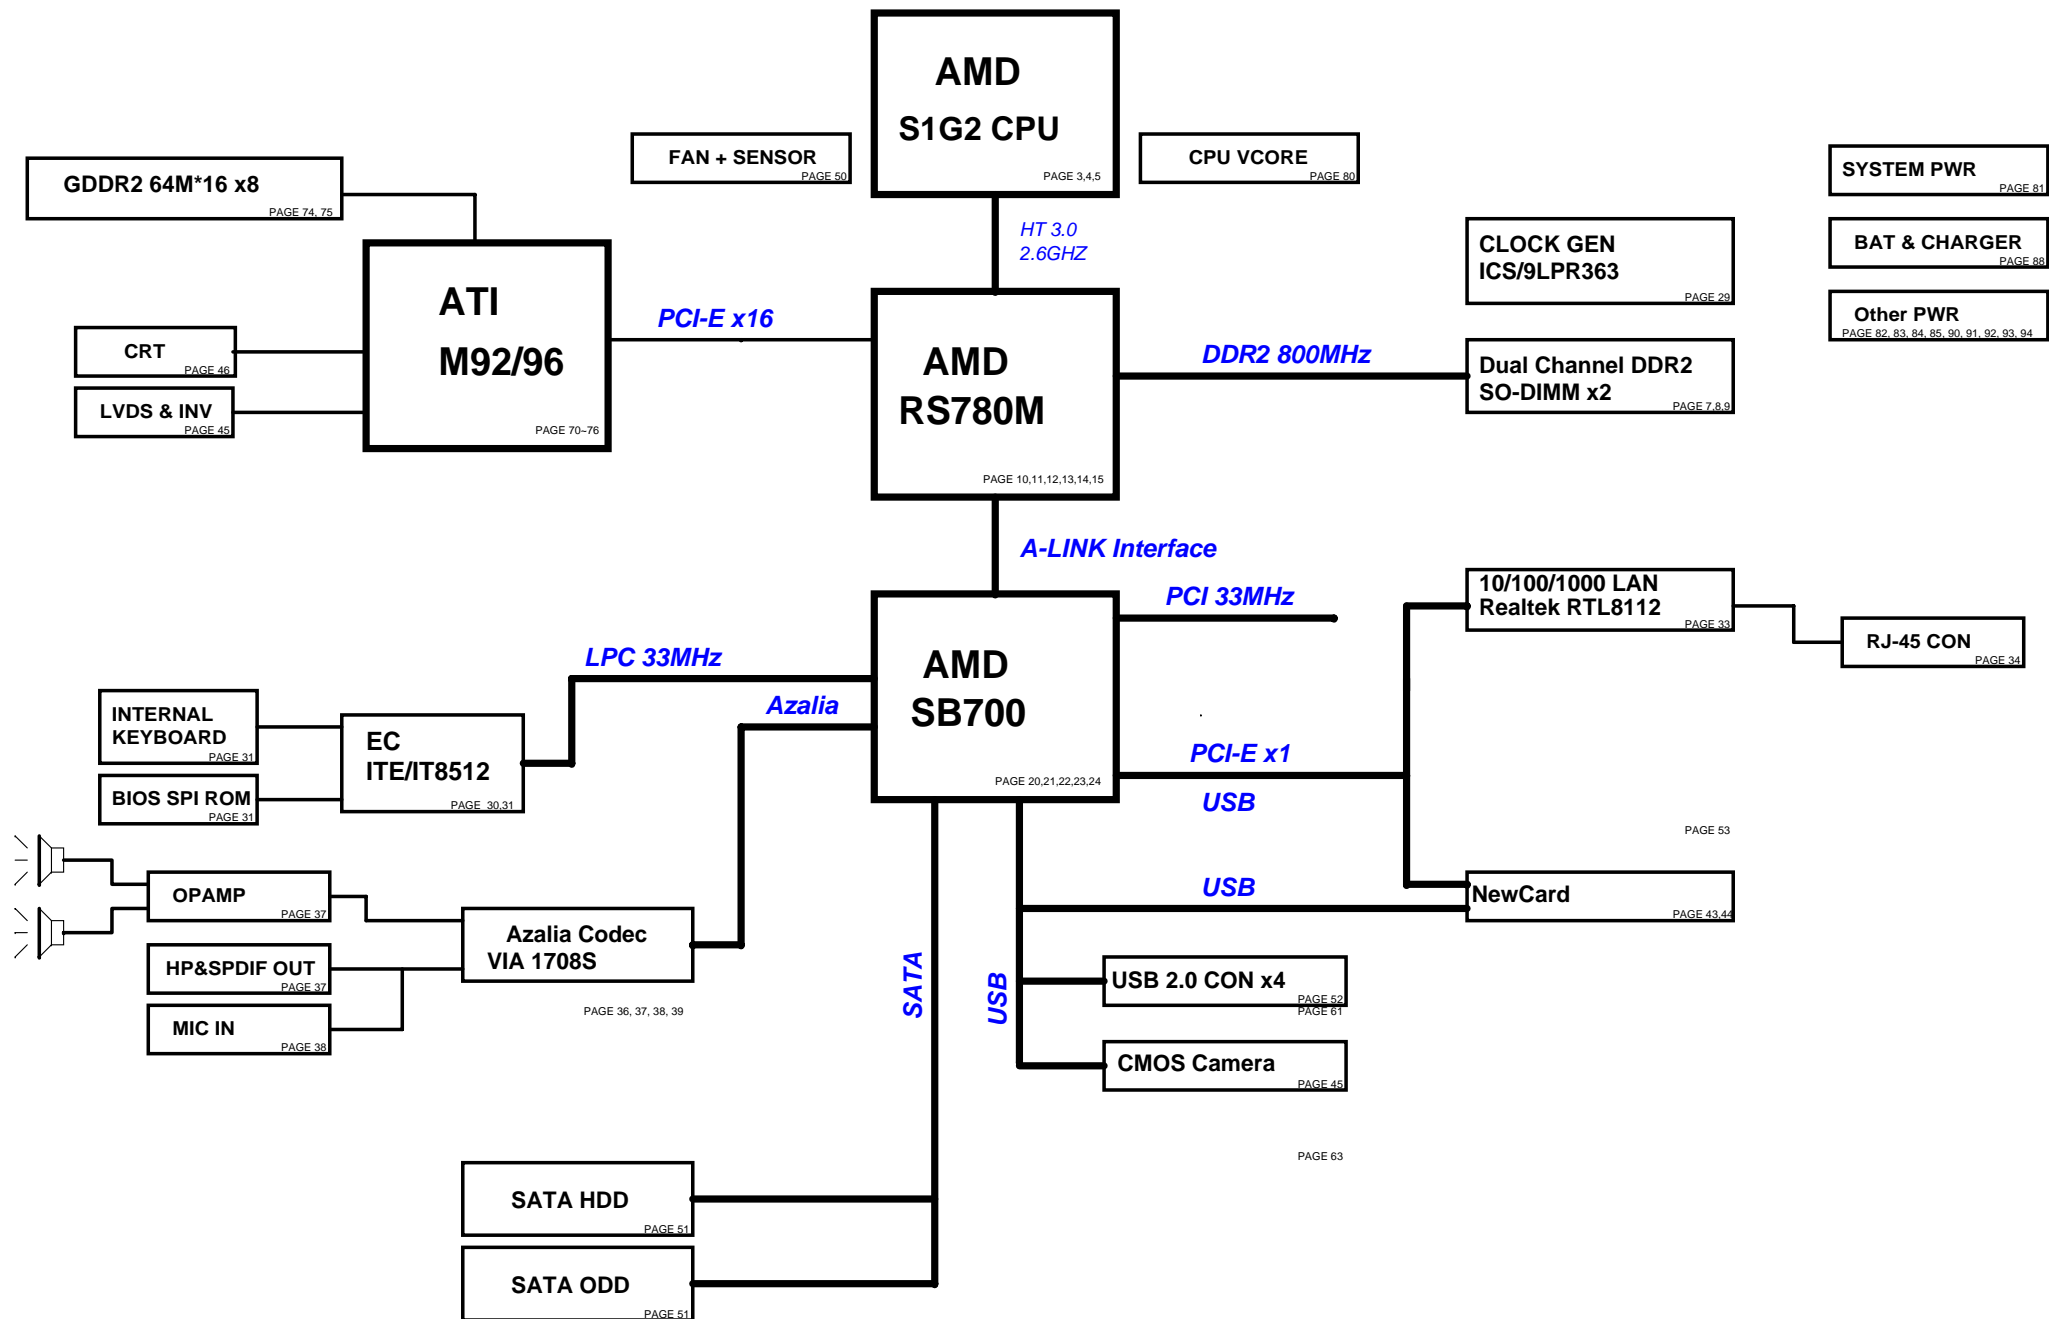 AMD
S1G2 CPU
PAGE 3,4,5
FAN + SENSOR
PAGE 50
CPU VCORE
PAGE 80
SYSTEM PWR
PAGE 81
GDDR2 64M*16 x8
PAGE 74, 75
HT 3.0
2.6GHZ
CLOCK GEN
ICS/9LPR363
PAGE 29
BAT & CHARGER
PAGE 88
Other PWR
PAGE 82, 83, 84, 85, 90, 91, 92, 93, 94
ATI
M92/96
PAGE 70~76
PCI-E x16
CRT
PAGE 46
LVDS & INV
PAGE 45
AMD
RS780M
PAGE 10,11,12,13,14,15
DDR2 800MHz
Dual Channel DDR2
SO-DIMM x2
PAGE 7,8,9
A-LINK Interface
PCI 33MHz
10/100/1000 LAN
Realtek RTL8112
PAGE 33
RJ-45 CON
PAGE 34
LPC 33MHz
Azalia
AMD
SB700
PAGE 20,21,22,23,24
INTERNAL
KEYBOARD
PAGE 31
EC
ITE/IT8512
PAGE 30,31
BIOS SPI ROM
PAGE 31
PCI-E x1
USB
PAGE 53
USB
NewCard
PAGE 43,44
OPAMP
PAGE 37
Azalia Codec
VIA 1708S
PAGE 36, 37, 38, 39
HP&SPDIF OUT
PAGE 37
MIC IN
PAGE 38
SATA
USB
USB 2.0 CON x4
PAGE 52
PAGE 61
CMOS Camera
PAGE 45
PAGE 63
SATA HDD
PAGE 51
SATA ODD
PAGE 51